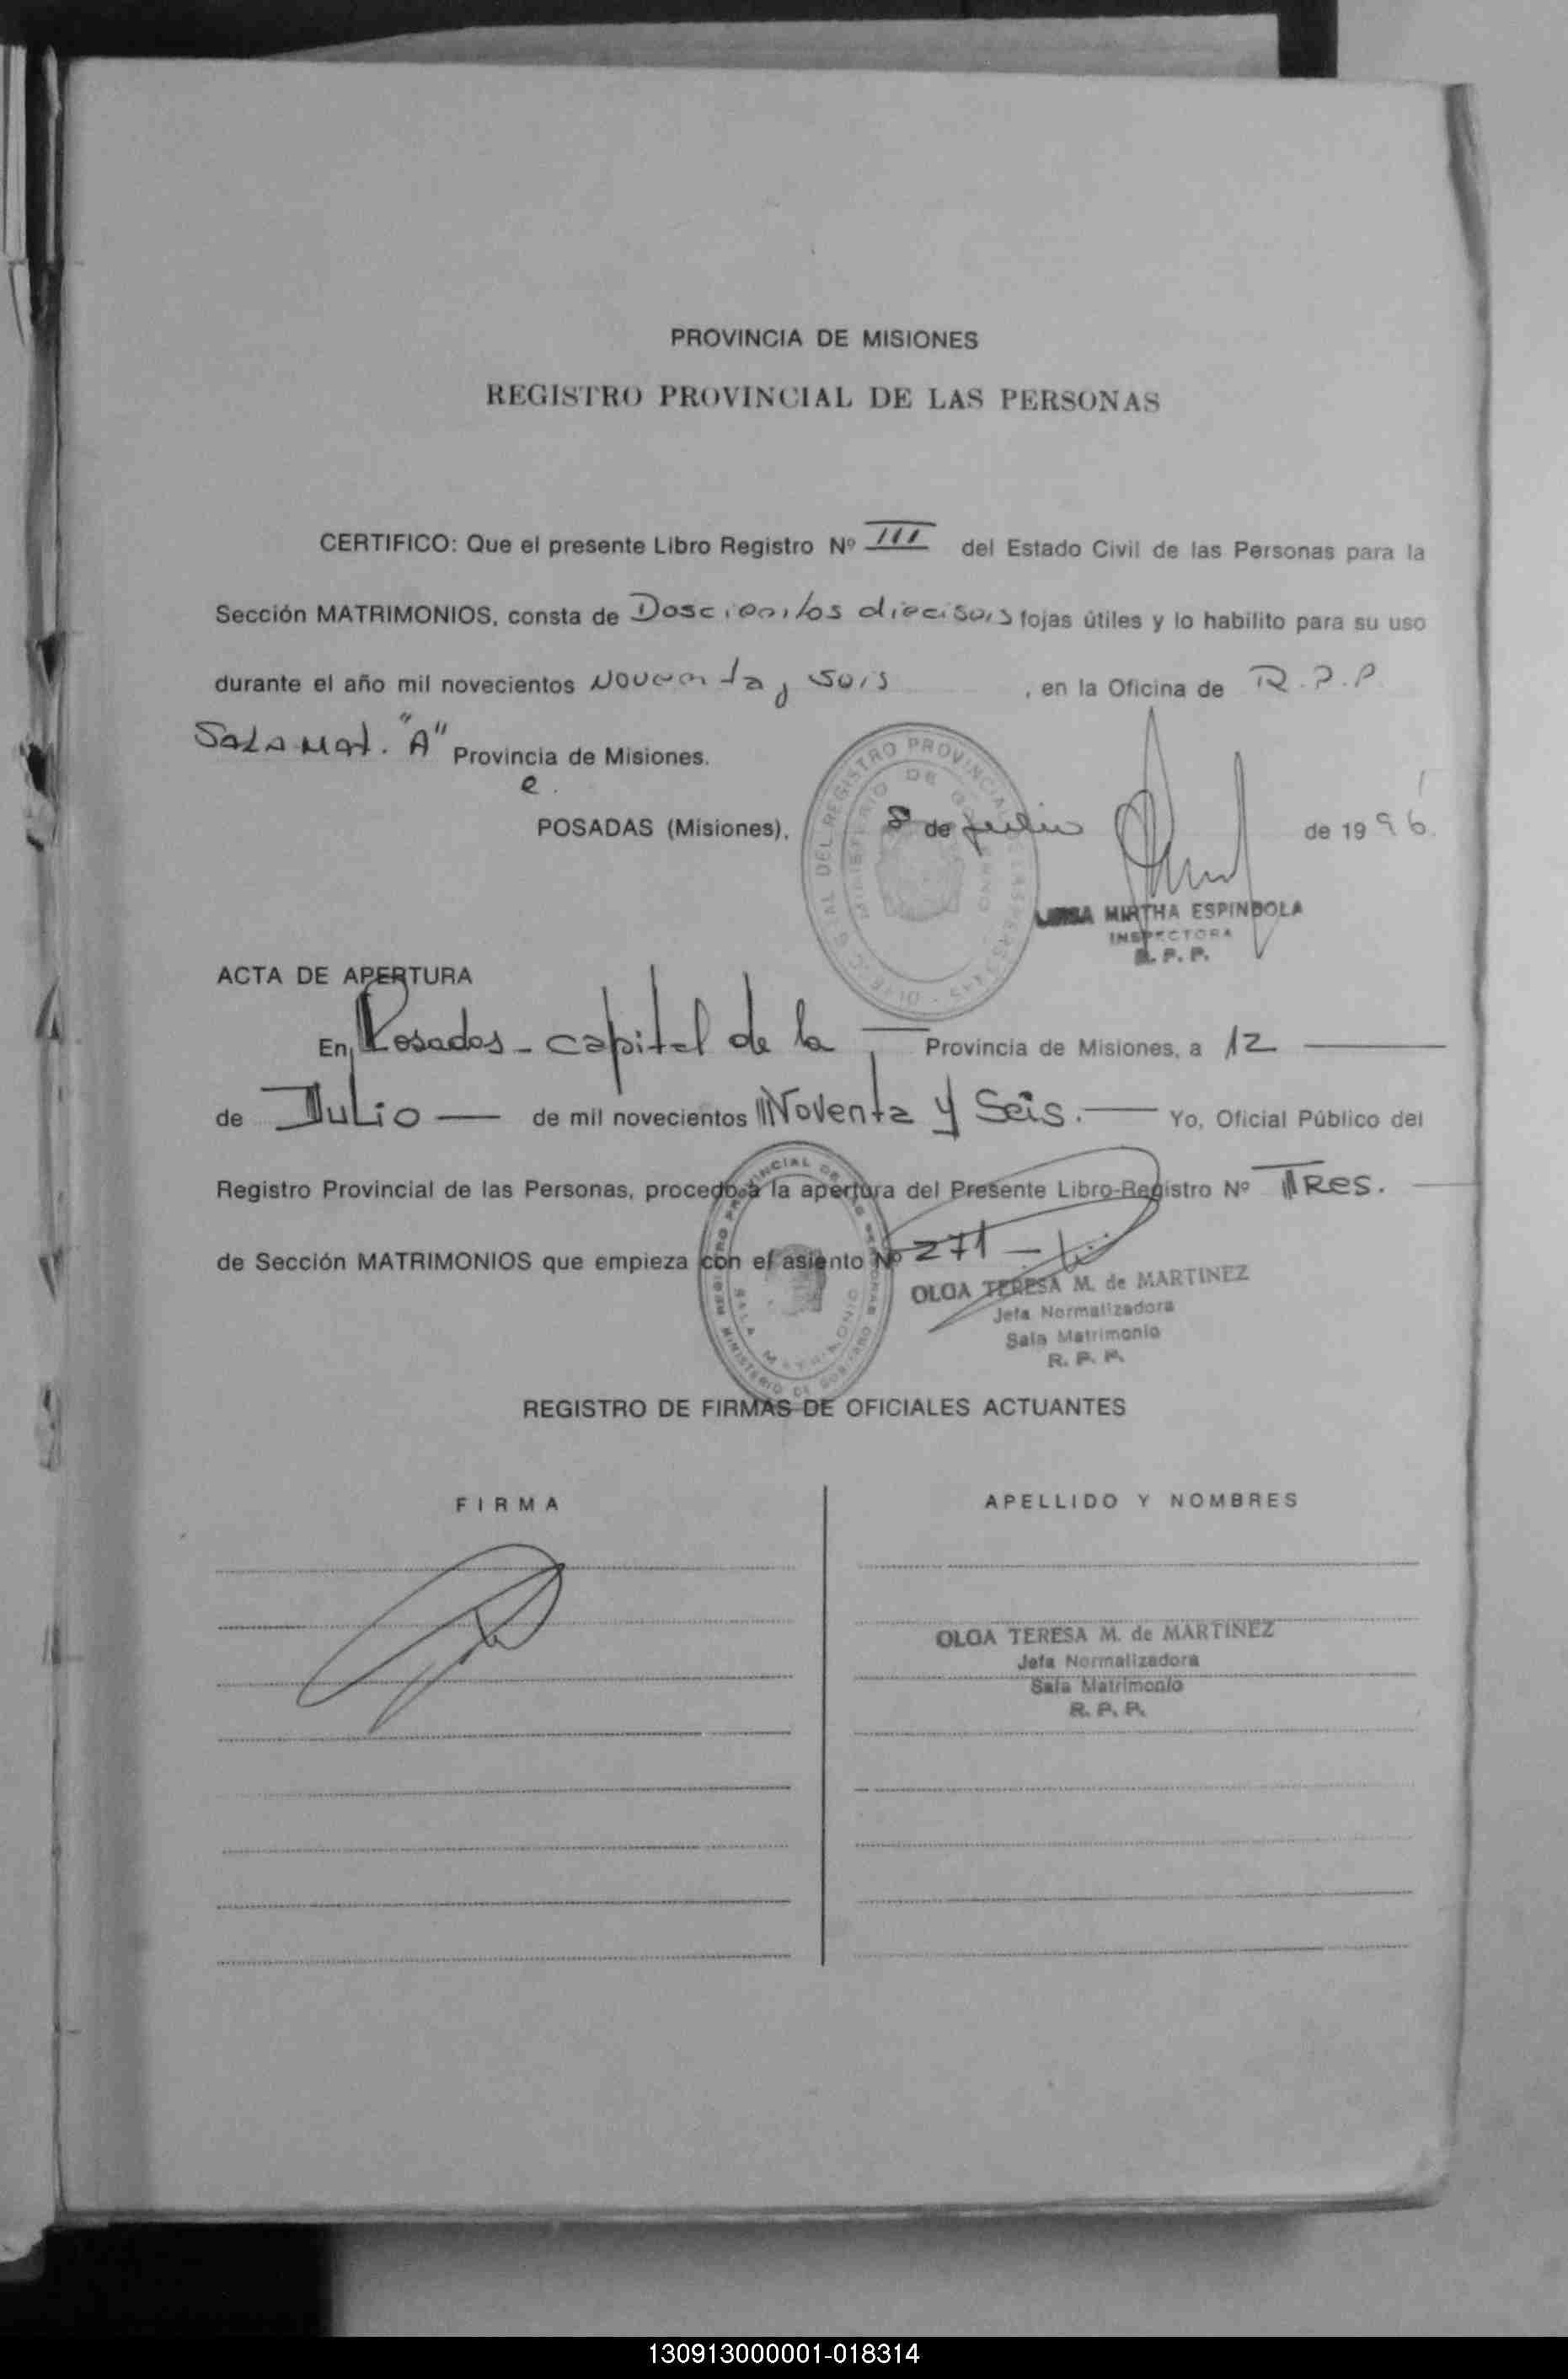 PROVINCIA DE MISIONES
REGISTRO PROVINCIAL DE LAS PERSONAS
CERTIFICO: Que el presente Libro Registro Nº III del Estado Civil de las Personas para la
Sección MATRIMONIOS, consta de Doscientos dieciseis fojas útiles y lo habilito para su uso
durante el año mil novecientos noventa y seis, en la Oficina de R.P.P.
Sala Mat. "A" Provincia de Misiones.
e.
POSADAS (Misiones), 8 de Julio de 1996.
MIRTHA ESPINDOLA
INSPECTORA
R. P. P.
ACTA DE APERTURA
En Posadas - capital de la Provincia de Misiones, a 12
de Julio de mil novecientos Noventa y Seis. Yo, Oficial Público del
Registro Provincial de las Personas, procedo a la apertura del Presente Libro-Registro Nº Tres.
de Sección MATRIMONIOS que empieza con el asiento Nº 271
OLGA TERESA M. de MARTINEZ
Jefa Normalizadora
Sala Matrimonio
R. P. P.
REGISTRO DE FIRMAS DE OFICIALES ACTUANTES
FIRMA APELLIDO Y NOMBRES
OLGA TERESA M. de MARTINEZ
Jefa Normalizadora
Sala Matrimonio
R. P. P.
130913000001-018314